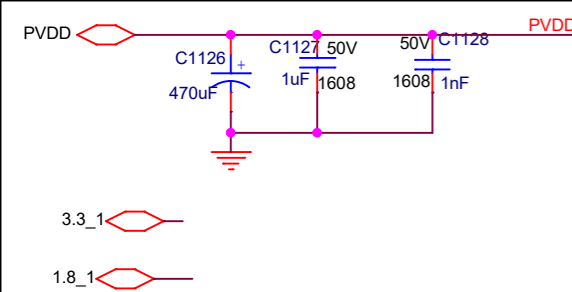 PVDD
PVDD
C1126
+
470uF
C1127
50V
1uF
1608
50V
C1128
1608
1nF
3.3_1
1.8_1